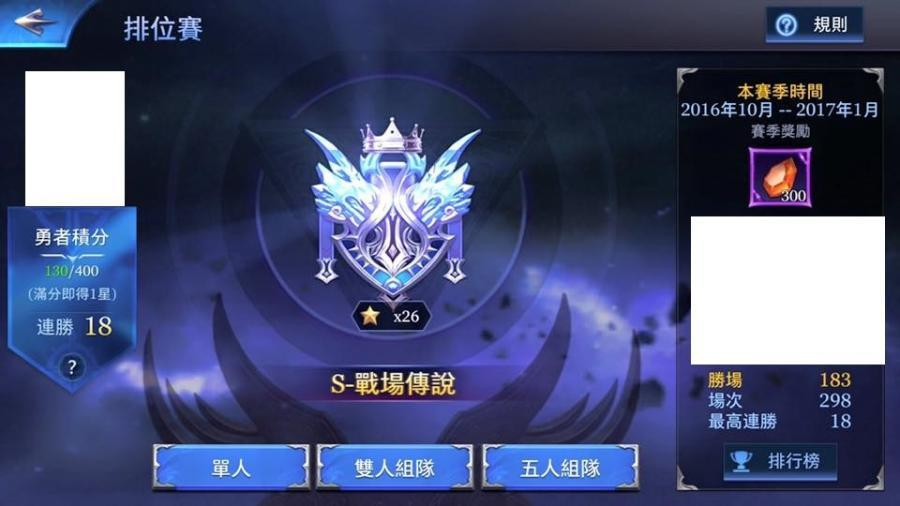 排位賽
規則
勇者積分
130/400
(滿分即得1星)
連勝 18
?
x26
S-戰場傳說
單人
雙人組隊
五人組隊
本賽季時間
2016年10月 -- 2017年1月
賽季獎勵
300
勝場 183
場次 298
最高連勝 18
排行榜